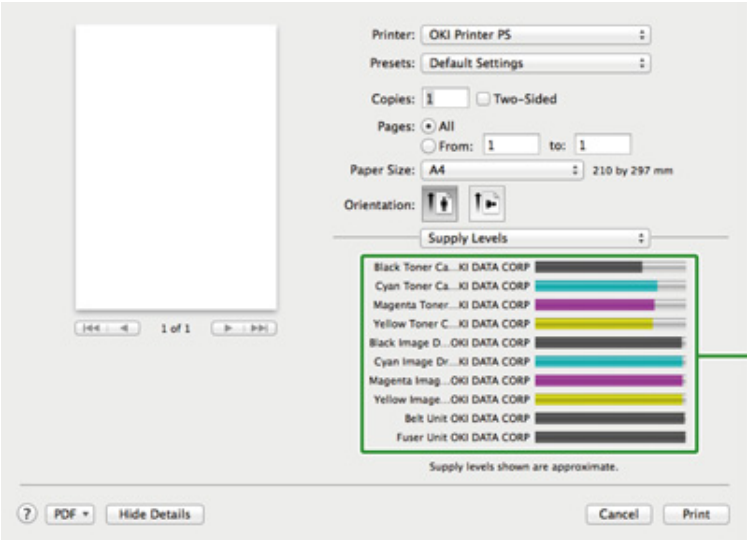 Printer: OKI Printer PS
Presets: Default Settings
Copies: 1 Two-Sided
Pages: All
From: 1 to: 1
Paper Size: A4 210 by 297 mm
Orientation:
Supply Levels
Black Toner Ca...KI DATA CORP
Cyan Toner Ca...KI DATA CORP
Magenta Toner...KI DATA CORP
Yellow Toner C...KI DATA CORP
Black Image D...OKI DATA CORP
Cyan Image Dr...KI DATA CORP
Magenta Imag...OKI DATA CORP
Yellow Image...OKI DATA CORP
Belt Unit OKI DATA CORP
Fuser Unit OKI DATA CORP
Supply levels shown are approximate.
1 of 1
? PDF Hide Details Cancel Print